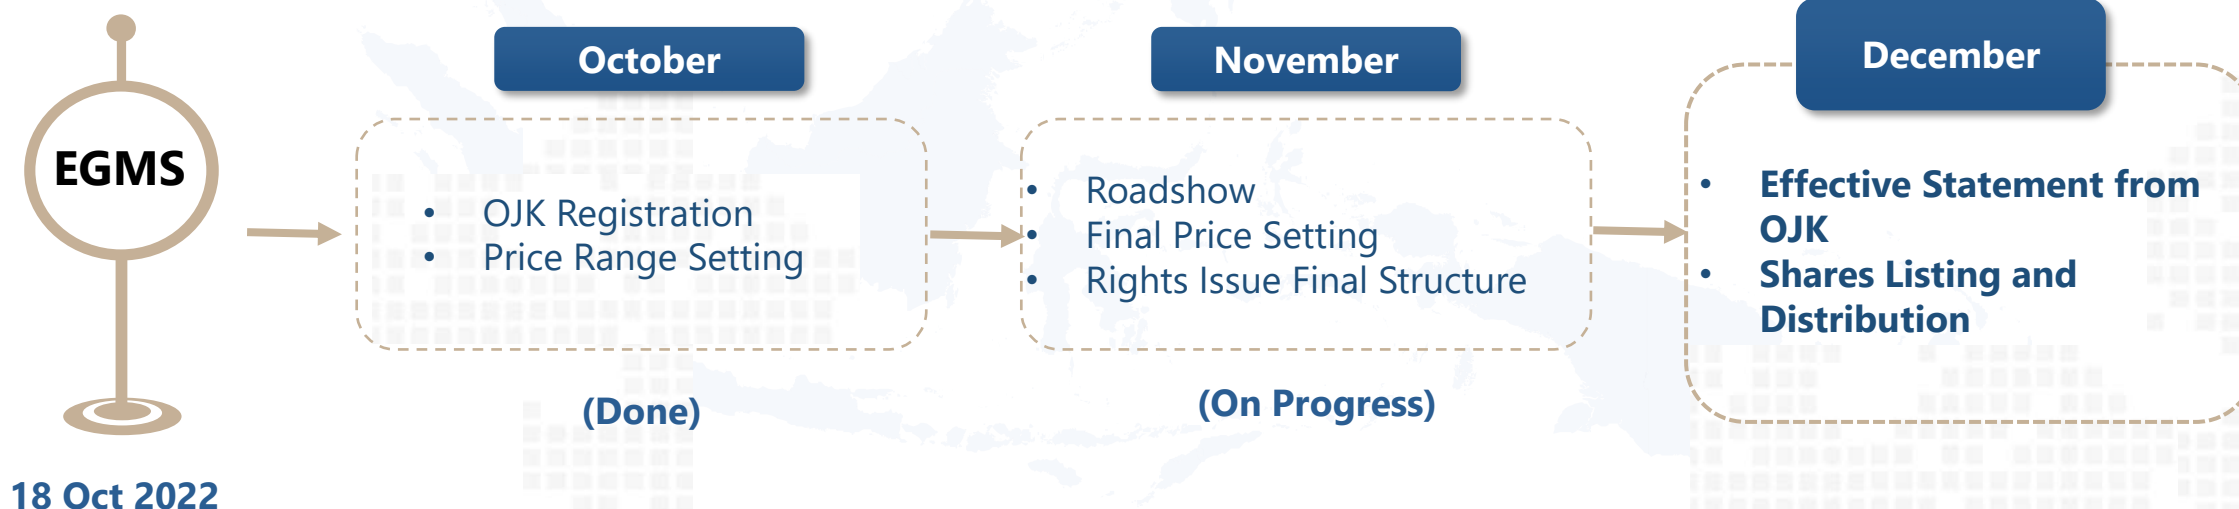 EGMS
18 Oct 2022
October
• OJK Registration
• Price Range Setting
(Done)
November
• Roadshow
• Final Price Setting
• Rights Issue Final Structure
(On Progress)
December
• Effective Statement from
OJK
• Shares Listing and
Distribution